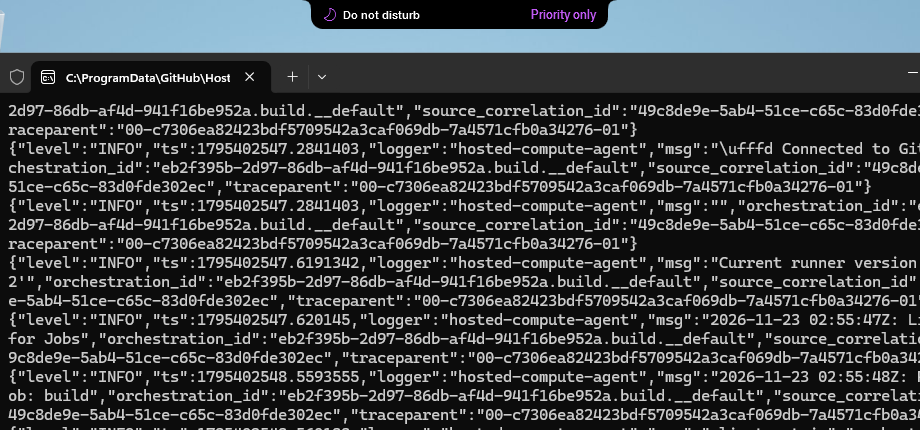 Do not disturb Priority only
C:\ProgramData\GitHub\Host
2d97-86db-af4d-941f16be952a.build.__default","source_correlation_id":"49c8de9e-5ab4-51ce-c65c-83d0fde
raceparent":"00-c7306ea82423bdf5709542a3caf069db-7a4571cfb0a34276-01"}
{"level":"INFO","ts":1795402547.2841403,"logger":"hosted-compute-agent","msg":"\ufffd Connected to Git
chestration_id":"eb2f395b-2d97-86db-af4d-941f16be952a.build.__default","source_correlation_id":"49c8d
51ce-c65c-83d0fde302ec","traceparent":"00-c7306ea82423bdf5709542a3caf069db-7a4571cfb0a34276-01"}
{"level":"INFO","ts":1795402547.2841403,"logger":"hosted-compute-agent","msg":"","orchestration_id":"
2d97-86db-af4d-941f16be952a.build.__default","source_correlation_id":"49c8de9e-5ab4-51ce-c65c-83d0fde
raceparent":"00-c7306ea82423bdf5709542a3caf069db-7a4571cfb0a34276-01"}
{"level":"INFO","ts":1795402547.6191342,"logger":"hosted-compute-agent","msg":"Current runner version
2'","orchestration_id":"eb2f395b-2d97-86db-af4d-941f16be952a.build.__default","source_correlation_id"
e-5ab4-51ce-c65c-83d0fde302ec","traceparent":"00-c7306ea82423bdf5709542a3caf069db-7a4571cfb0a34276-01
{"level":"INFO","ts":1795402547.620145,"logger":"hosted-compute-agent","msg":"2026-11-23 02:55:47Z: Li
for Jobs","orchestration_id":"eb2f395b-2d97-86db-af4d-941f16be952a.build.__default","source_correlati
9c8de9e-5ab4-51ce-c65c-83d0fde302ec","traceparent":"00-c7306ea82423bdf5709542a3caf069db-7a4571cfb0a34
{"level":"INFO","ts":1795402548.5593555,"logger":"hosted-compute-agent","msg":"2026-11-23 02:55:48Z:
ob: build","orchestration_id":"eb2f395b-2d97-86db-af4d-941f16be952a.build.__default","source_correla
49c8de9e-5ab4-51ce-c65c-83d0fde302ec","traceparent":"00-c7306ea82423bdf5709542a3caf069db-7a4571cfb0a3